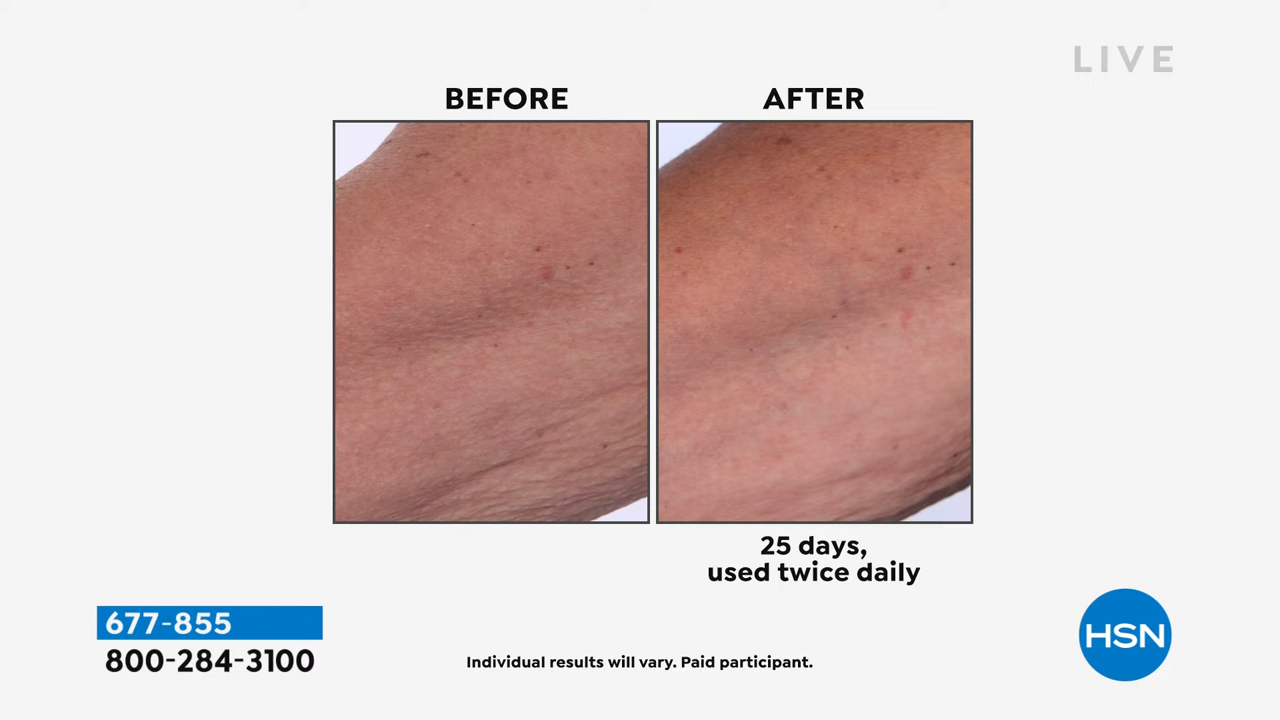 LIVE
BEFORE
AFTER
25 days,
used twice daily
677-855
800-284-3100
Individual results will vary. Paid participant.
HSN